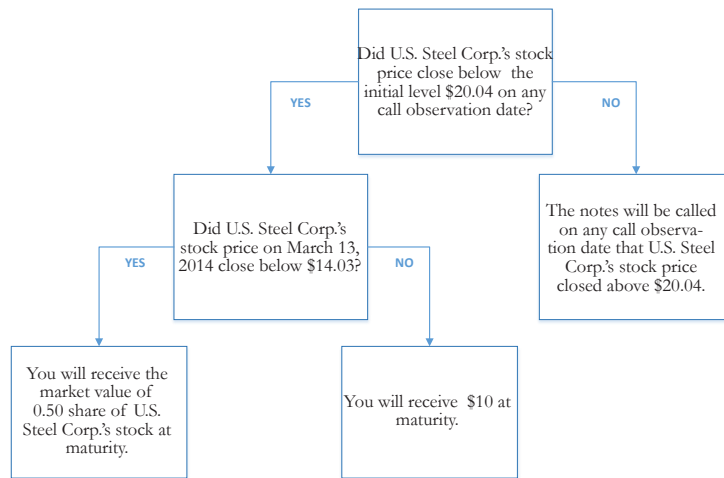 Did U.S. Steel Corp.'s stock
price close below the
initial level $20.04 on any
call observation date?
YES
NO
Did U.S. Steel Corp.'s
stock price on March 13,
2014 close below $14.03?
The notes will be called
on any call observa-
tion date that U.S. Steel
Corp.'s stock price
closed above $20.04.
YES
NO
You will receive the
market value of
0.50 share of U.S.
Steel Corp.'s stock at
maturity.
You will receive $10 at
maturity.